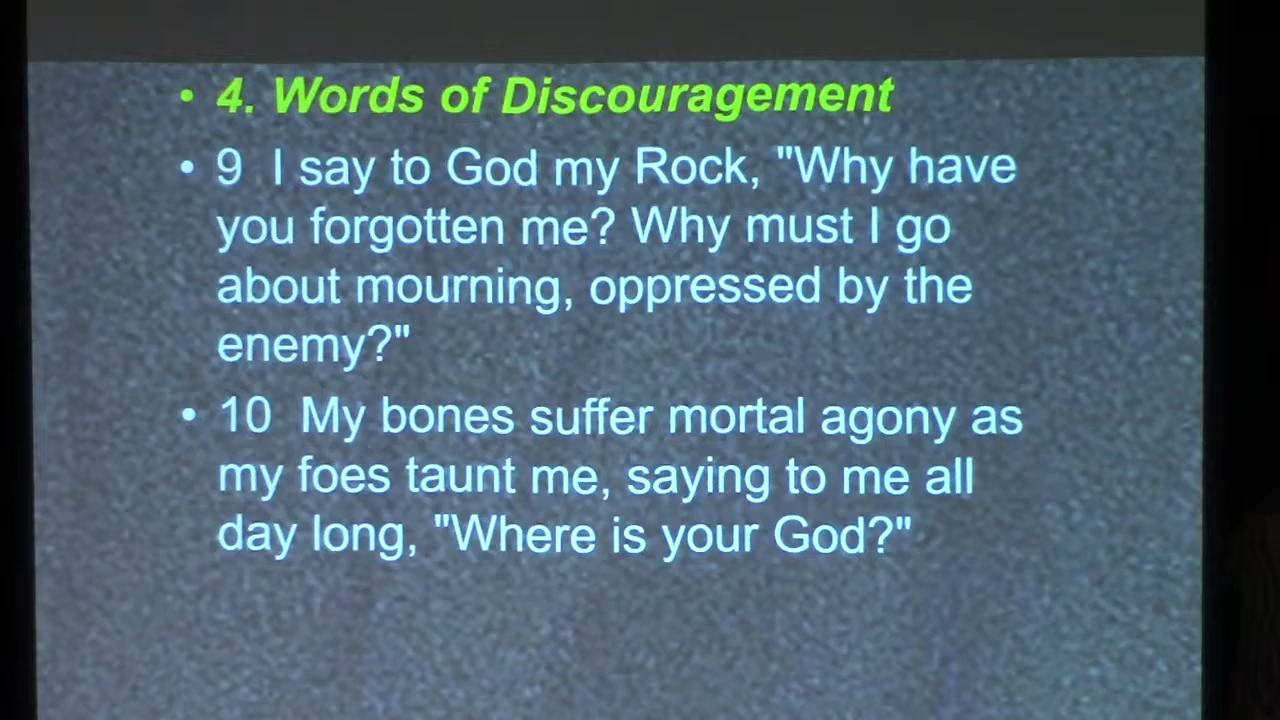 • 4. Words of Discouragement
• 9 I say to God my Rock, "Why have
you forgotten me? Why must I go
about mourning, oppressed by the
enemy?"
• 10 My bones suffer mortal agony as
my foes taunt me, saying to me all
day long, "Where is your God?"